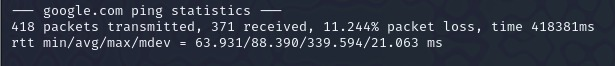 --- google.com ping statistics ---
418 packets transmitted, 371 received, 11.244% packet loss, time 418381ms
rtt min/avg/max/mdev = 63.931/88.390/339.594/21.063 ms